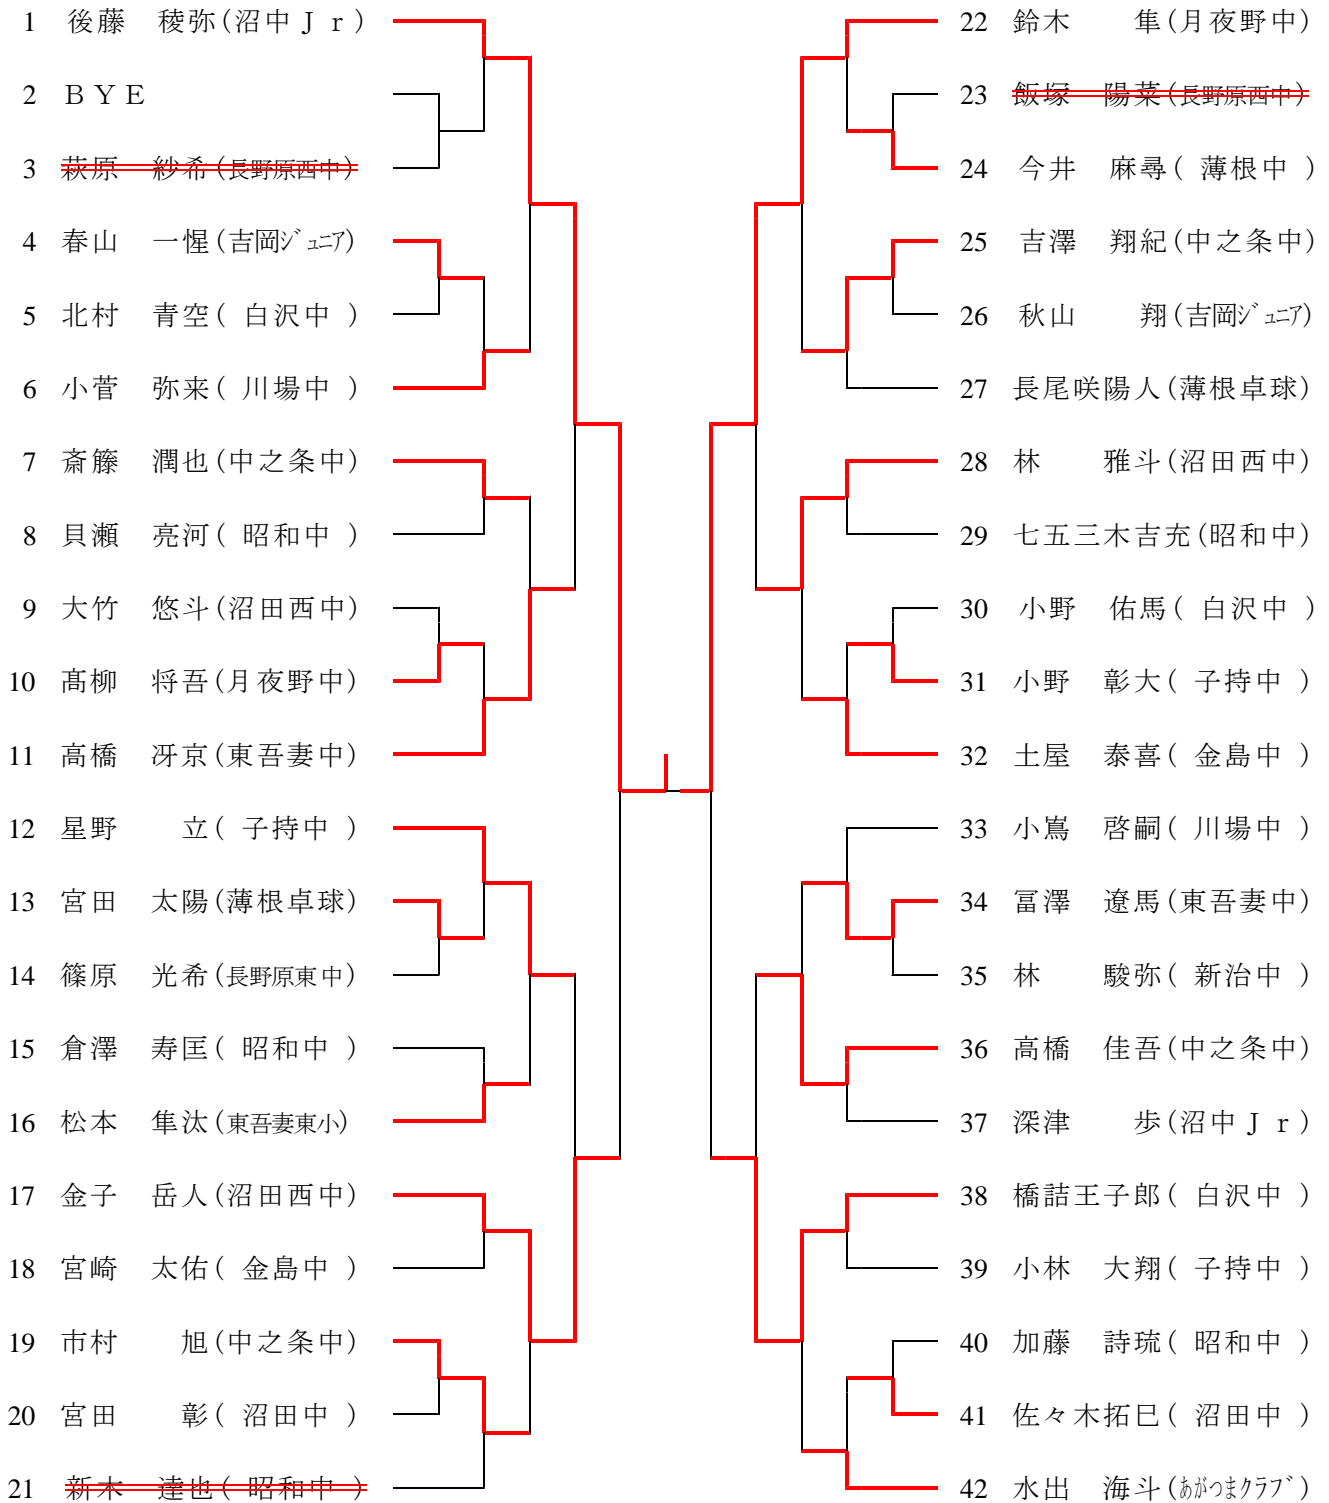 1 後藤 稜弥(沼中Jr)
2 BYE
3 萩原 紗希(長野原西中)
4 春山 一惺(吉岡ジュニア)
5 北村 青空( 白沢中 )
6 小菅 弥来( 川場中 )
7 斎籐 潤也(中之条中)
8 貝瀬 亮河( 昭和中 )
9 大竹 悠斗(沼田西中)
10 髙柳 将吾(月夜野中)
11 高橋 冴京(東吾妻中)
12 星野 立( 子持中 )
13 宮田 太陽(薄根卓球)
14 篠原 光希(長野原東中)
15 倉澤 寿匡( 昭和中 )
16 松本 隼汰(東吾妻東小)
17 金子 岳人(沼田西中)
18 宮崎 太佑( 金島中 )
19 市村 旭(中之条中)
20 宮田 彰( 沼田中 )
21 新木 達也( 昭和中 )
22 鈴木 隼(月夜野中)
23 飯塚 陽菜(長野原西中)
24 今井 麻尋( 薄根中 )
25 吉澤 翔紀(中之条中)
26 秋山 翔(吉岡ジュニア)
27 長尾咲陽人(薄根卓球)
28 林 雅斗(沼田西中)
29 七五三木吉充(昭和中)
30 小野 佑馬( 白沢中 )
31 小野 彰大( 子持中 )
32 土屋 泰喜( 金島中 )
33 小嶌 啓嗣( 川場中 )
34 冨澤 遼馬(東吾妻中)
35 林 駿弥( 新治中 )
36 高橋 佳吾(中之条中)
37 深津 歩(沼中Jr)
38 橋詰王子郎( 白沢中 )
39 小林 大翔( 子持中 )
40 加藤 詩琉( 昭和中 )
41 佐々木拓巳( 沼田中 )
42 水出 海斗(あがつまクラブ)